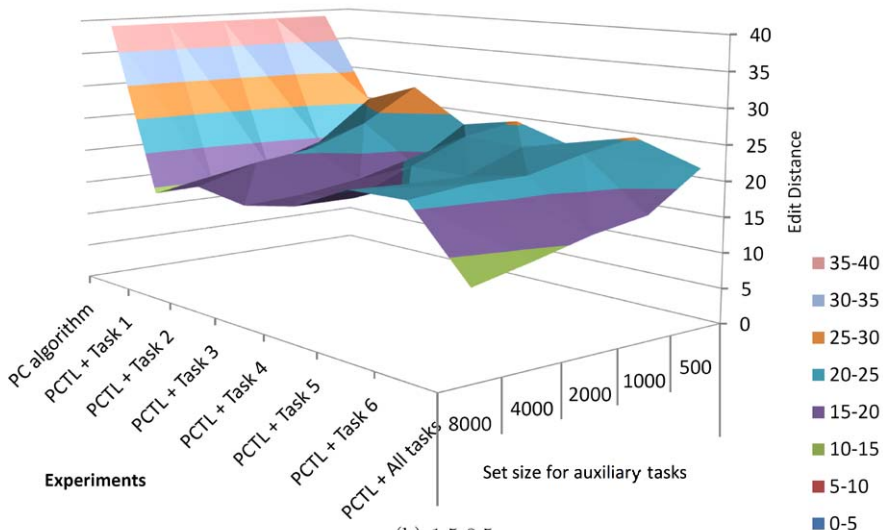 40
35
30
25
20
15
10
5
0
Edit Distance
PC algorithm
PCTL + Task 1
PCTL + Task 2
PCTL + Task 3
PCTL + Task 4
PCTL + Task 5
PCTL + Task 6
PCTL + All tasks
Experiments
8000
4000
2000
1000
500
Set size for auxiliary tasks
35-40
30-35
25-30
20-25
15-20
10-15
5-10
0-5